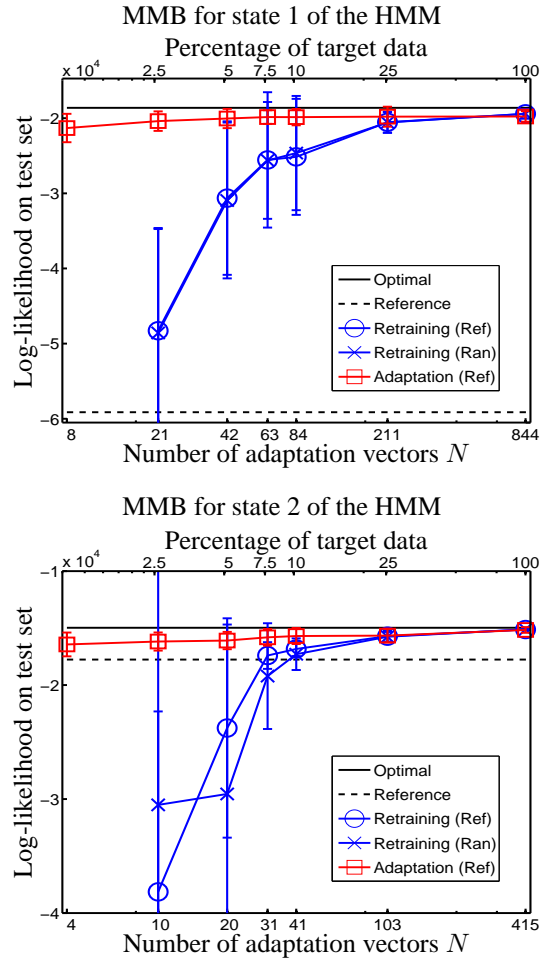 MMB for state 1 of the HMM
Percentage of target data
x 10^4 2.5 5 7.5 10 25 100
Log-likelihood on test set
−2
−3
−4
−5
−6
Optimal
Reference
Retraining (Ref)
Retraining (Ran)
Adaptation (Ref)
8 21 42 63 84 211 844
Number of adaptation vectors N
MMB for state 2 of the HMM
Percentage of target data
x 10^4 2.5 5 7.5 10 25 100
Log-likelihood on test set
−1
−2
−3
−4
Optimal
Reference
Retraining (Ref)
Retraining (Ran)
Adaptation (Ref)
4 10 20 31 41 103 415
Number of adaptation vectors N